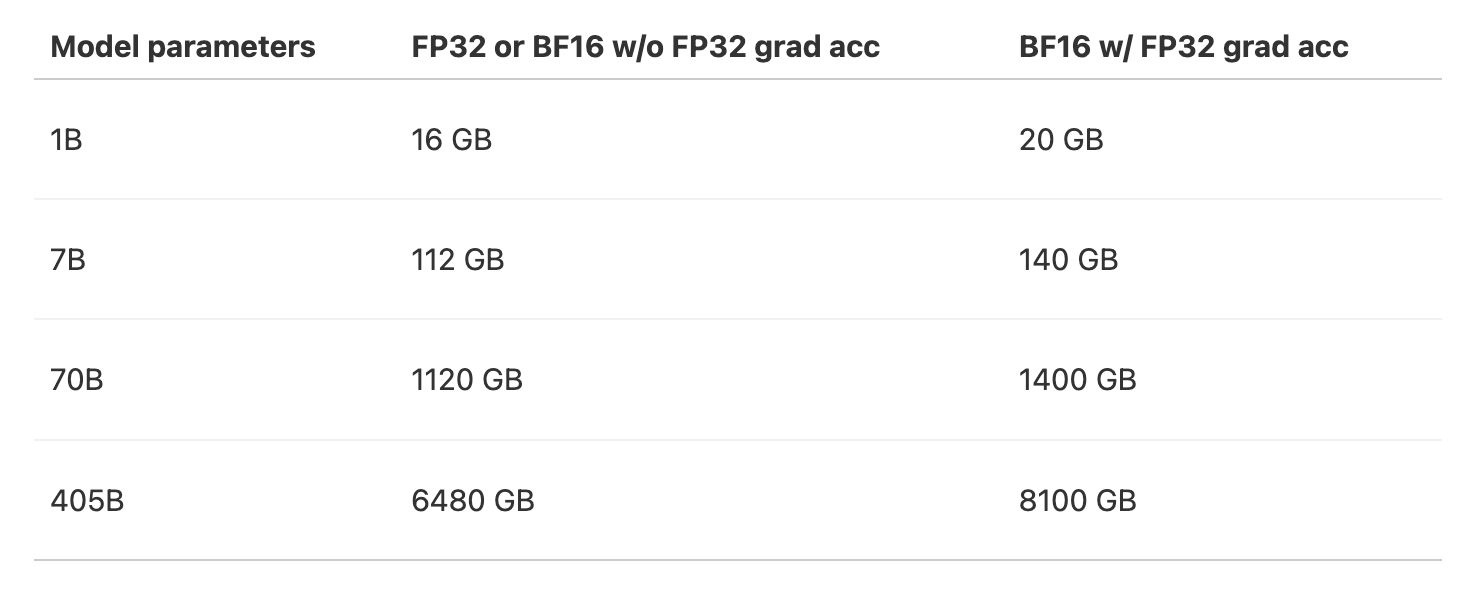 Model parameters FP32 or BF16 w/o FP32 grad acc BF16 w/ FP32 grad acc
1B 16 GB 20 GB
7B 112 GB 140 GB
70B 1120 GB 1400 GB
405B 6480 GB 8100 GB